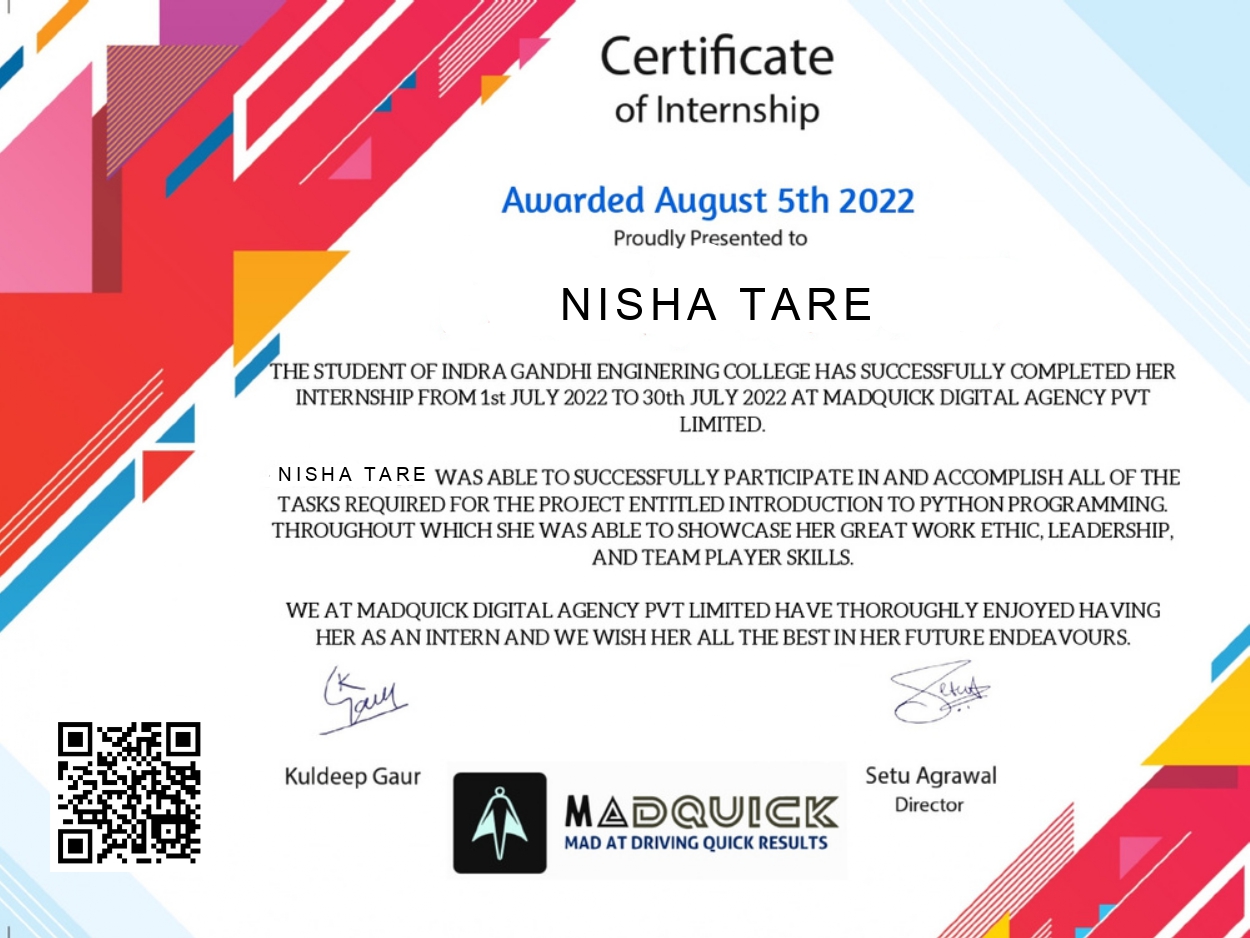 Certificate
of Internship
Awarded August 5th 2022
Proudly Presented to
NISHA TARE
THE STUDENT OF INDRA GANDHI ENGINERING COLLEGE HAS SUCCESSFULLY COMPLETED HER
INTERNSHIP FROM 1st JULY 2022 TO 30th JULY 2022 AT MADQUICK DIGITAL AGENCY PVT
LIMITED.
NISHA TARE WAS ABLE TO SUCCESSFULLY PARTICIPATE IN AND ACCOMPLISH ALL OF THE
TASKS REQUIRED FOR THE PROJECT ENTITLED INTRODUCTION TO PYTHON PROGRAMMING.
THROUGHOUT WHICH SHE WAS ABLE TO SHOWCASE HER GREAT WORK ETHIC, LEADERSHIP,
AND TEAM PLAYER SKILLS.
WE AT MADQUICK DIGITAL AGENCY PVT LIMITED HAVE THOROUGHLY ENJOYED HAVING
HER AS AN INTERN AND WE WISH HER ALL THE BEST IN HER FUTURE ENDEAVOURS.
Kuldeep Gaur
Setu Agrawal
Director
MADQUICK
MAD AT DRIVING QUICK RESULTS